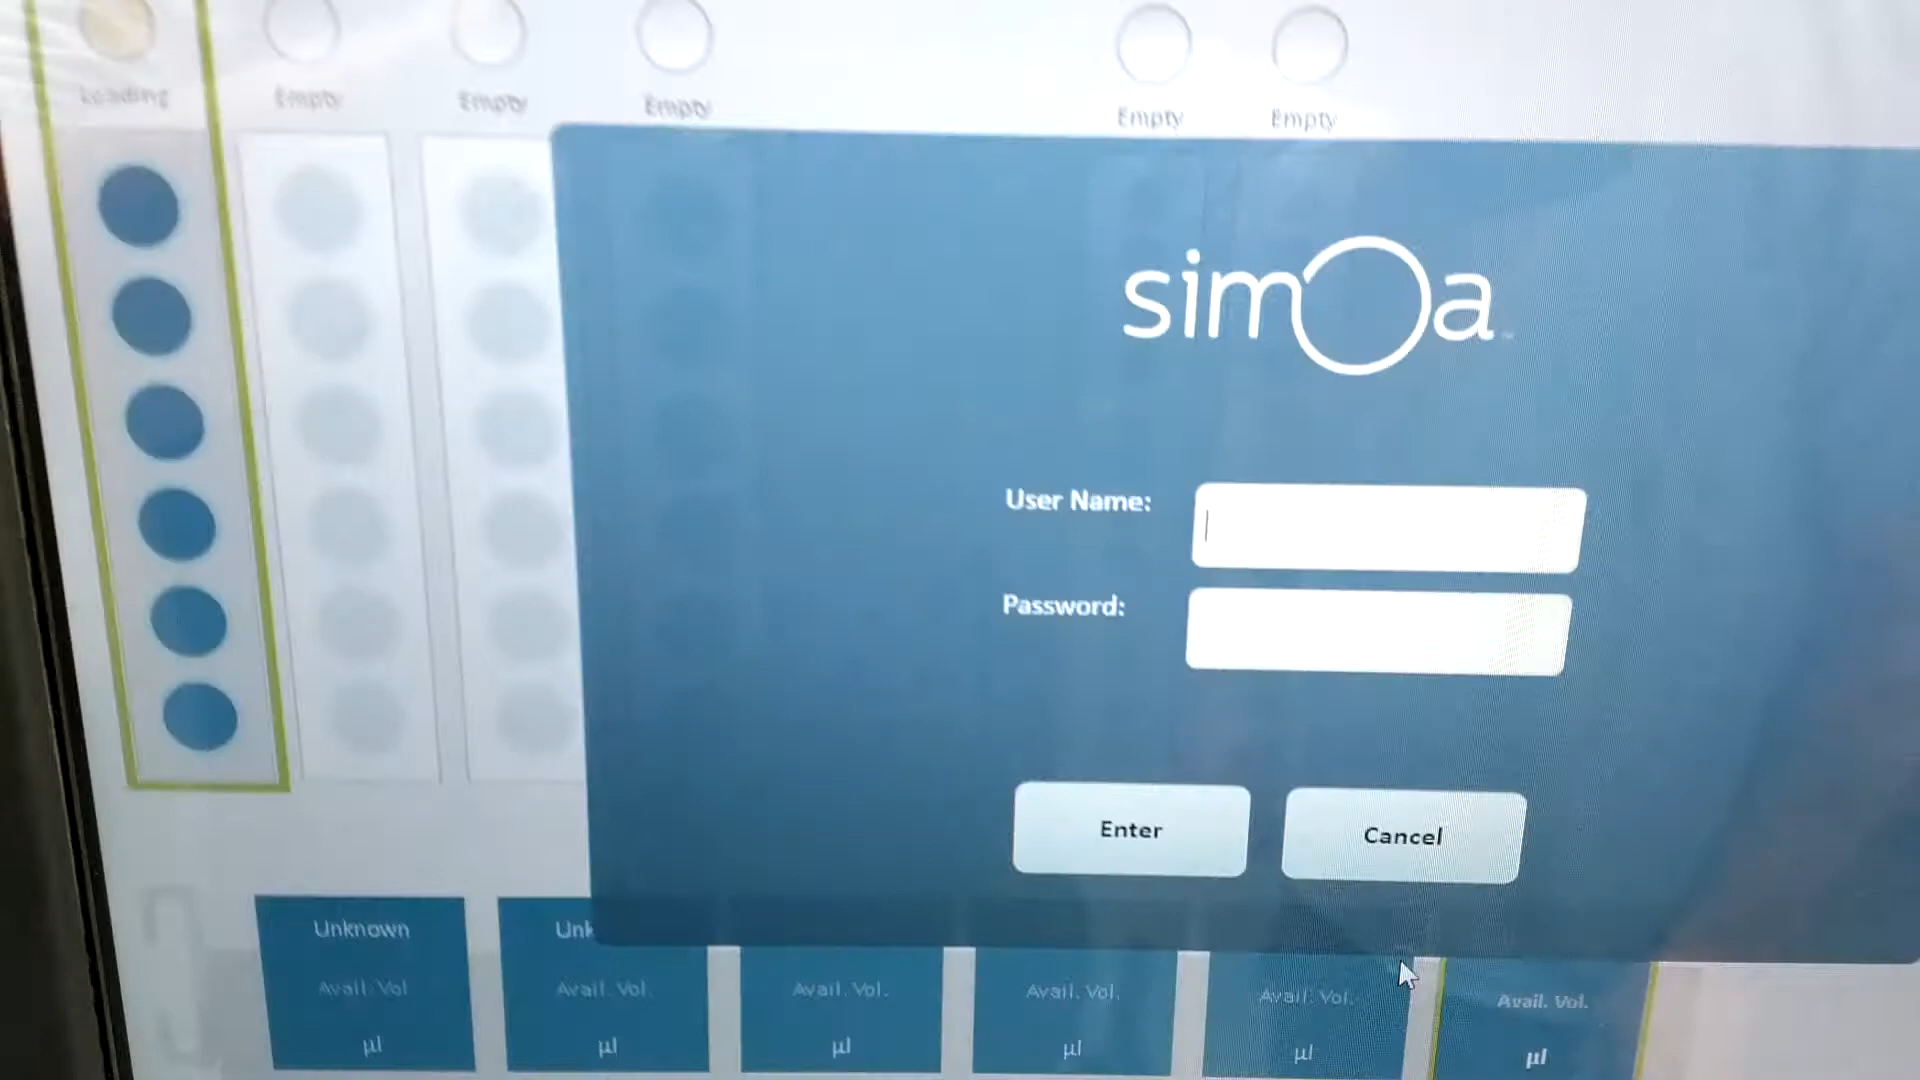 Loading Empty Empty Empty Empty Empty
simoa
User Name:
Password:
Enter Cancel
Unknown Unk
Avail. Vol Avail. Vol. Avail. Vol. Avail. Vol. Avail. Vol. Avail. Vol.
µl µl µl µl µl µl